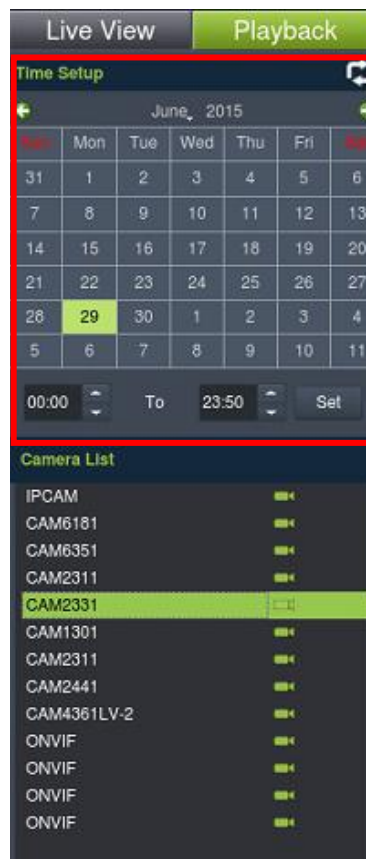 Live View Playback
Time Setup
June, 2015
Sun Mon Tue Wed Thu Fri
31 1 2 3 4 5 6
7 8 9 10 11 12 13
14 15 16 17 18 19 20
21 22 23 24 25 26 27
28 29 30 1 2 3 4
5 6 7 8 9 10 11
00:00 To 23:50 Set
Camera List
IPCAM
CAM6181
CAM6351
CAM2311
CAM2331
CAM1301
CAM2311
CAM2441
CAM4361LV-2
ONVIF
ONVIF
ONVIF
ONVIF